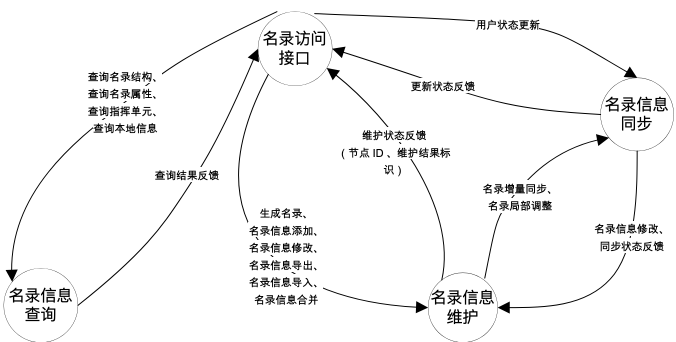 名录访问
接口
用户状态更新
更新状态反馈
名录信息
同步
查询名录结构、
查询名录属性、
查询指挥单元、
查询本地信息
查询结果反馈
维护状态反馈
（节点 ID 、维护结果标
识）
名录增量同步、
名录局部调整
生成名录、
名录信息添加、
名录信息修改、
名录信息导出、
名录信息导入、
名录信息合并
名录信息修改、
同步状态反馈
名录信息
查询
名录信息
维护